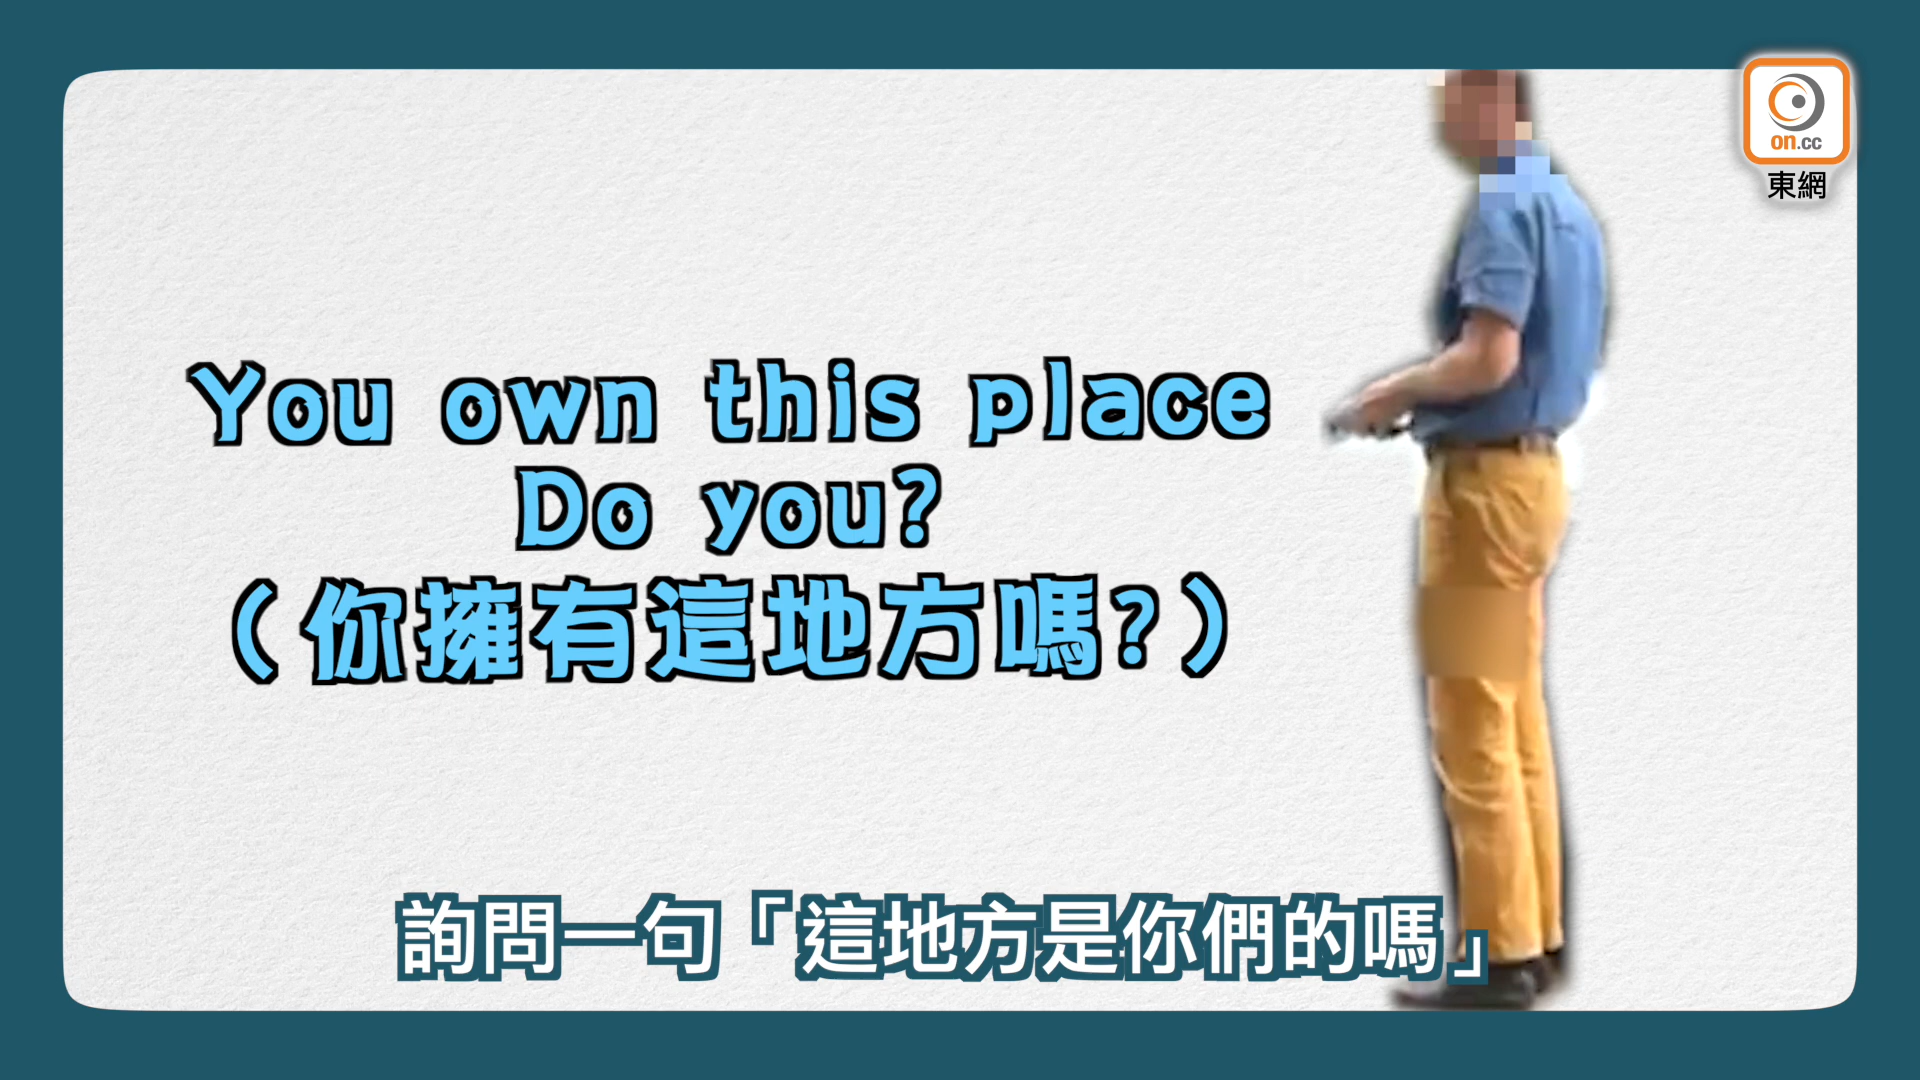 on.cc
東網
You own this place
Do you?
（你擁有這地方嗎?）
詢問一句「這地方是你們的嗎」